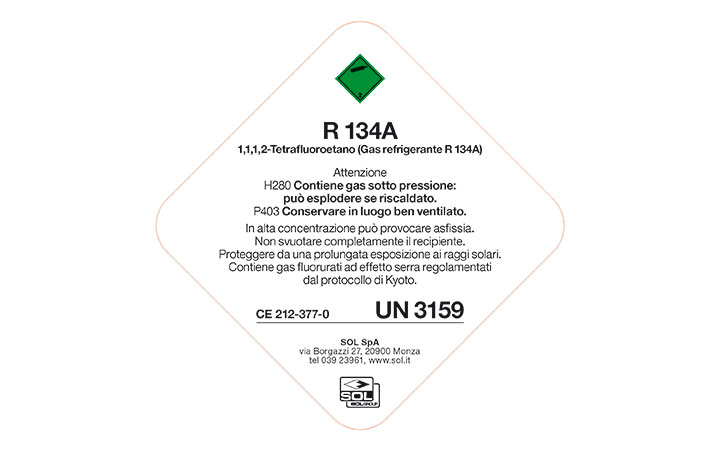 2
R 134A
1,1,1,2-Tetrafluoroetano (Gas refrigerante R 134A)
Attenzione
H280 Contiene gas sotto pressione:
può esplodere se riscaldato.
P403 Conservare in luogo ben ventilato.
In alta concentrazione può provocare asfissia.
Non svuotare completamente il recipiente.
Proteggere da una prolungata esposizione ai raggi solari.
Contiene gas fluorurati ad effetto serra regolamentati
dal protocollo di Kyoto.
CE 212-377-0 UN 3159
SOL SpA
via Borgazzi 27, 20900 Monza
tel 039 23961, www.sol.it
SOL
SOLGROUP